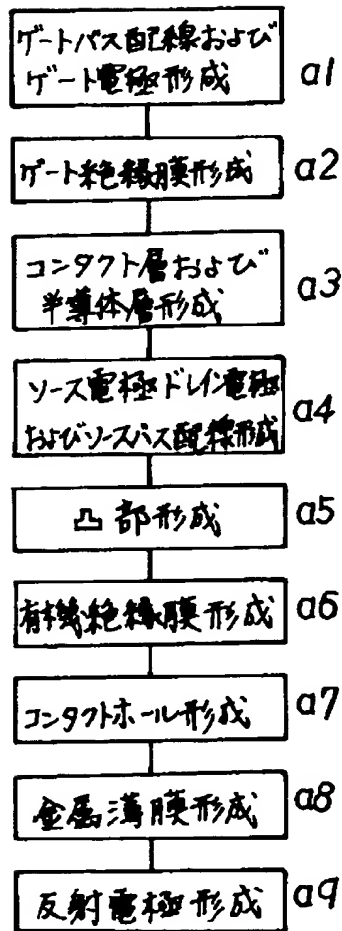 ゲートバス配線および
ゲート電極形成
a1
ゲート絶縁膜形成
a2
コンタクト層および
半導体層形成
a3
ソース電極ドレイン電極
およびソースバス配線形成
a4
凸部形成
a5
有機絶縁膜形成
a6
コンタクトホール形成
a7
金属薄膜形成
a8
反射電極形成
a9